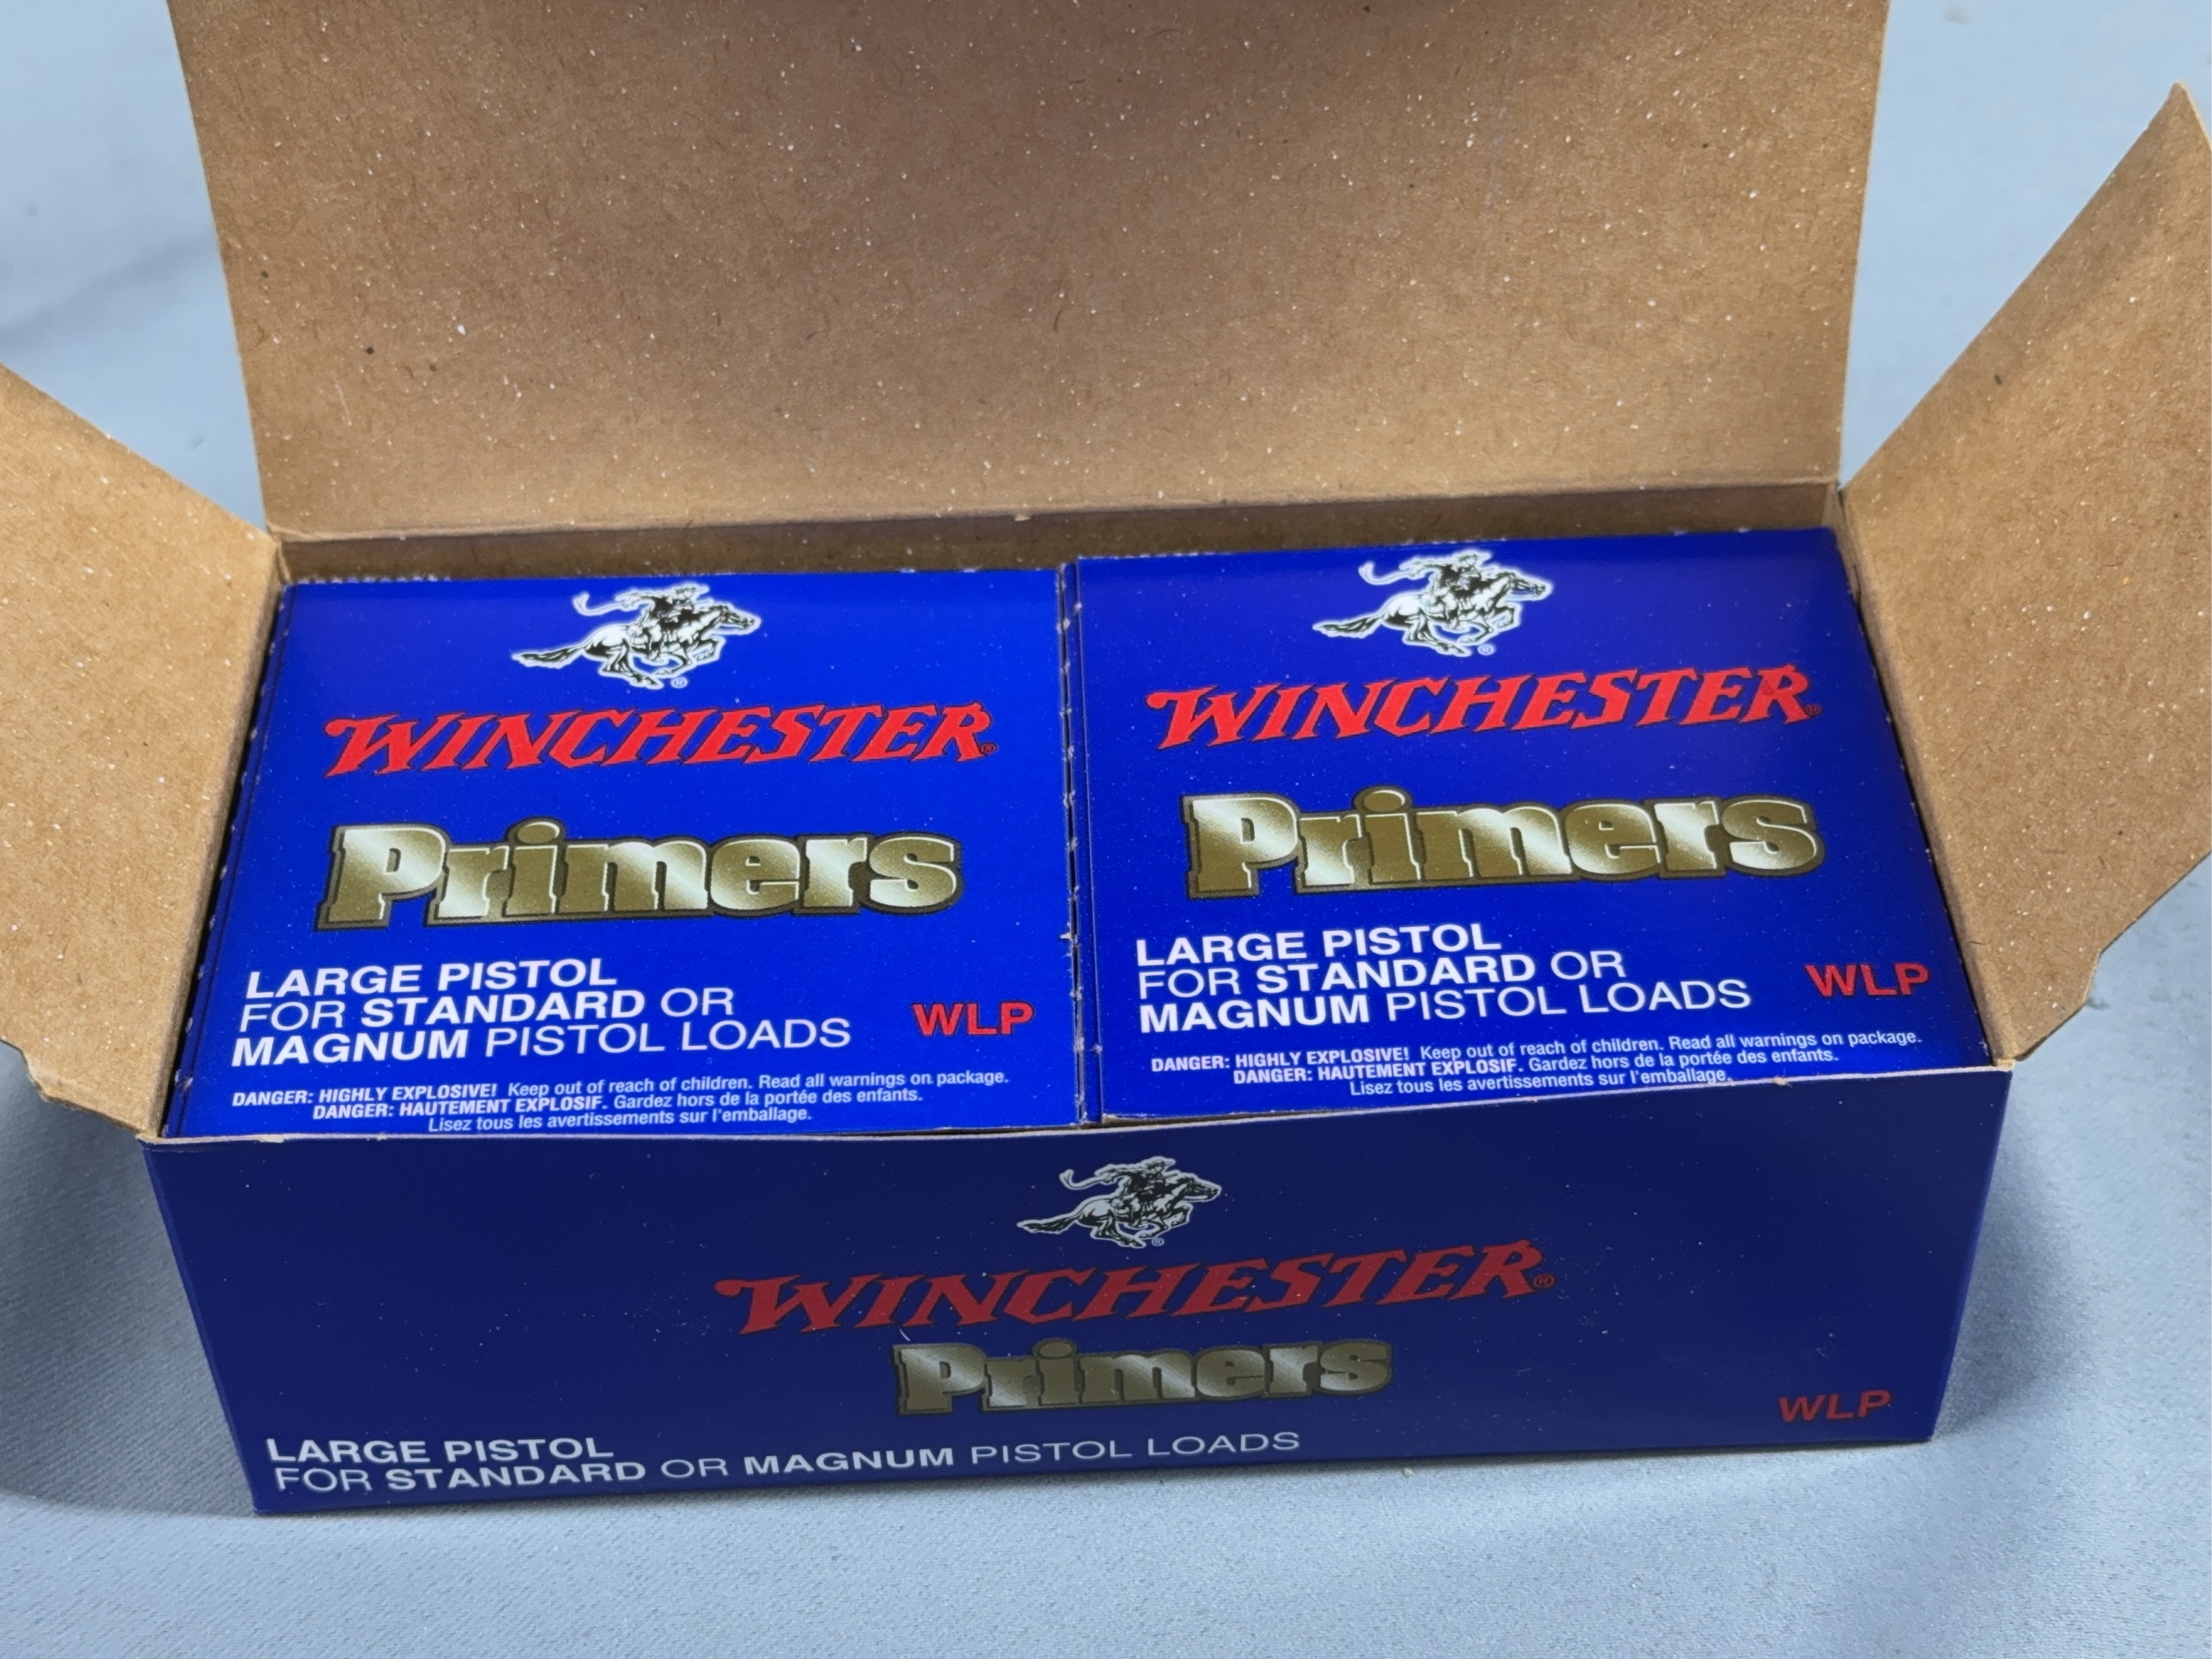 WINCHESTER®
Primers
LARGE PISTOL
FOR STANDARD OR
MAGNUM PISTOL LOADS
WLP
DANGER: HIGHLY EXPLOSIVE! Keep out of reach of children. Read all warnings on package.
DANGER: HAUTEMENT EXPLOSIF. Gardez hors de la portée des enfants.
Lisez tous les avertissements sur l'emballage.
®
WINCHESTER®
Primers
LARGE PISTOL
FOR STANDARD OR
MAGNUM PISTOL LOADS
WLP
DANGER: HIGHLY EXPLOSIVE! Keep out of reach of children. Read all warnings on package.
DANGER: HAUTEMENT EXPLOSIF. Gardez hors de la portée des enfants.
Lisez tous les avertissements sur l'emballage.
®
WINCHESTER®
Primers
WLP
LARGE PISTOL
FOR STANDARD OR MAGNUM PISTOL LOADS
®